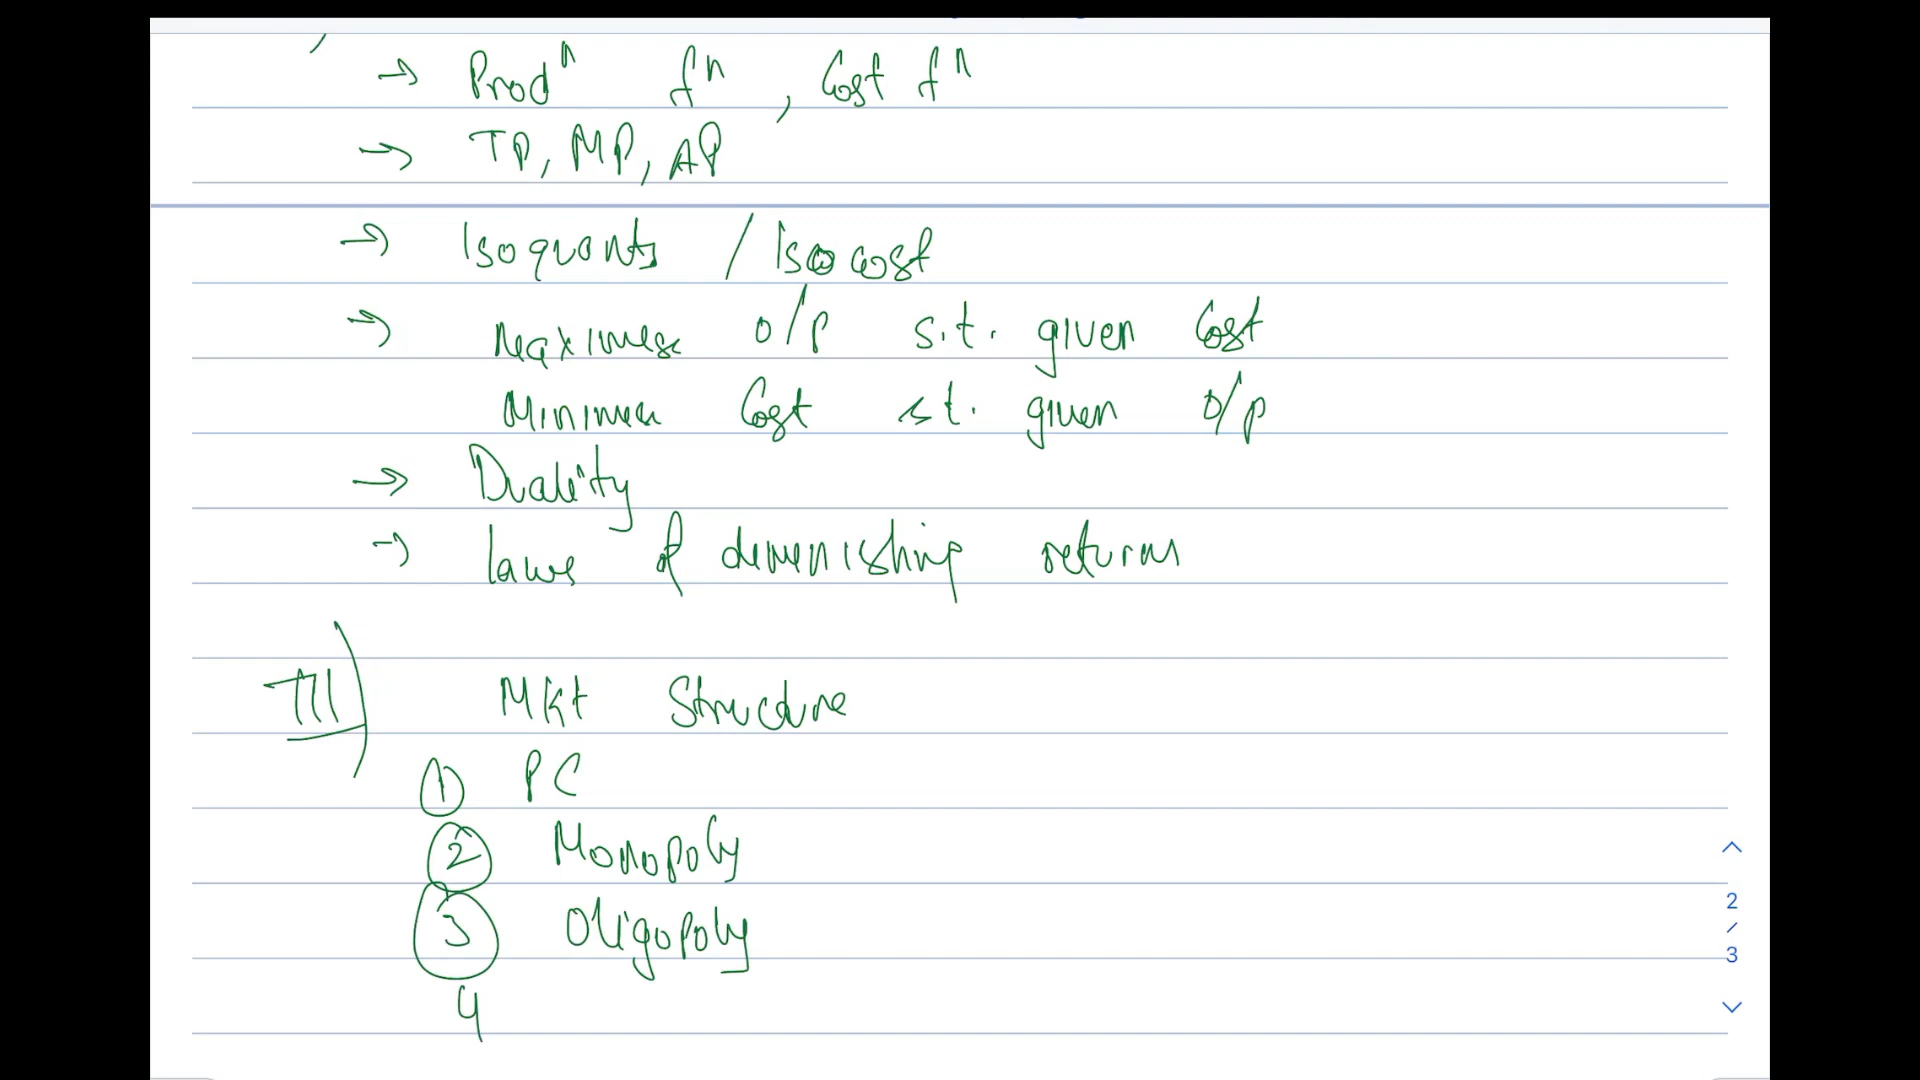 → Prodⁿ fⁿ, Cost fⁿ
→ TP, MP, AP
→ Isoquants / Isocost
→ Maximise o/p s.t. given Cost
Minimise Cost s.t. given o/p
→ Duality
→ laws of diminishing returns
III) Mkt Structure
① PC
② Monopoly
③ Oligopoly
4
2
/
3